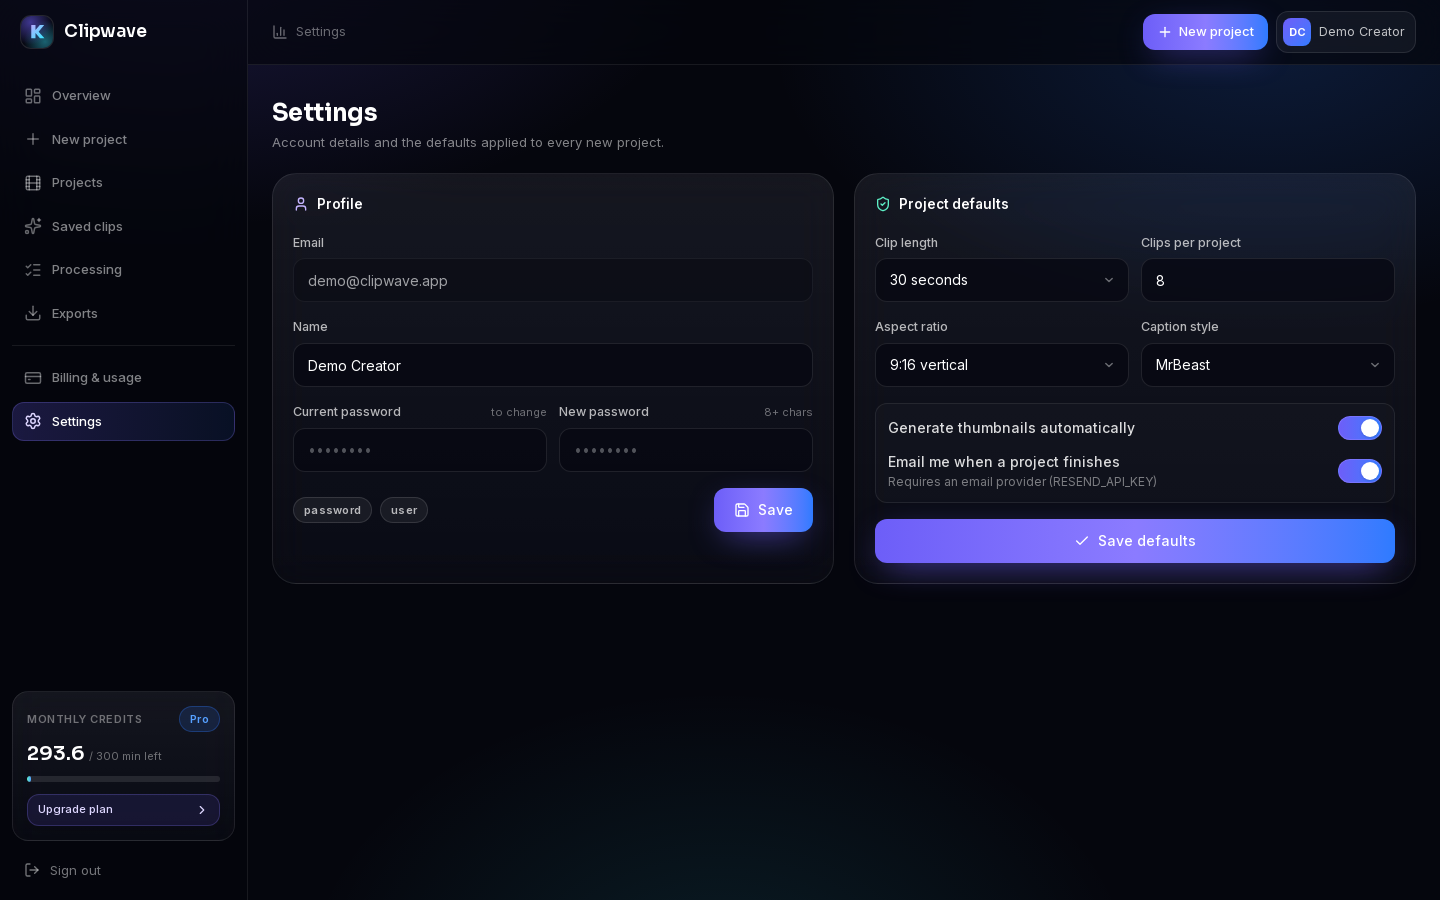 K Clipwave
Overview
New project
Projects
Saved clips
Processing
Exports
Billing & usage
Settings
MONTHLY CREDITS Pro
293.6 / 300 min left
Upgrade plan
Sign out
Settings
New project
DC Demo Creator
Settings
Account details and the defaults applied to every new project.
Profile
Email
demo@clipwave.app
Name
Demo Creator
Current password to change
New password 8+ chars
password user
Save
Project defaults
Clip length
30 seconds
Clips per project
8
Aspect ratio
9:16 vertical
Caption style
MrBeast
Generate thumbnails automatically
Email me when a project finishes
Requires an email provider (RESEND_API_KEY)
Save defaults